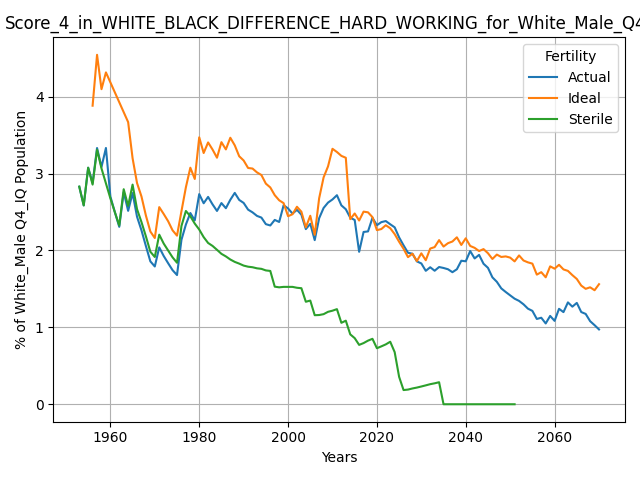 Score_4_in_WHITE_BLACK_DIFFERENCE_HARD_WORKING_for_White_Male_Q4
Fertility
Actual
Ideal
Sterile
% of White_Male Q4_IQ Population
4
3
2
1
0
1960 1980 2000 2020 2040 2060
Years